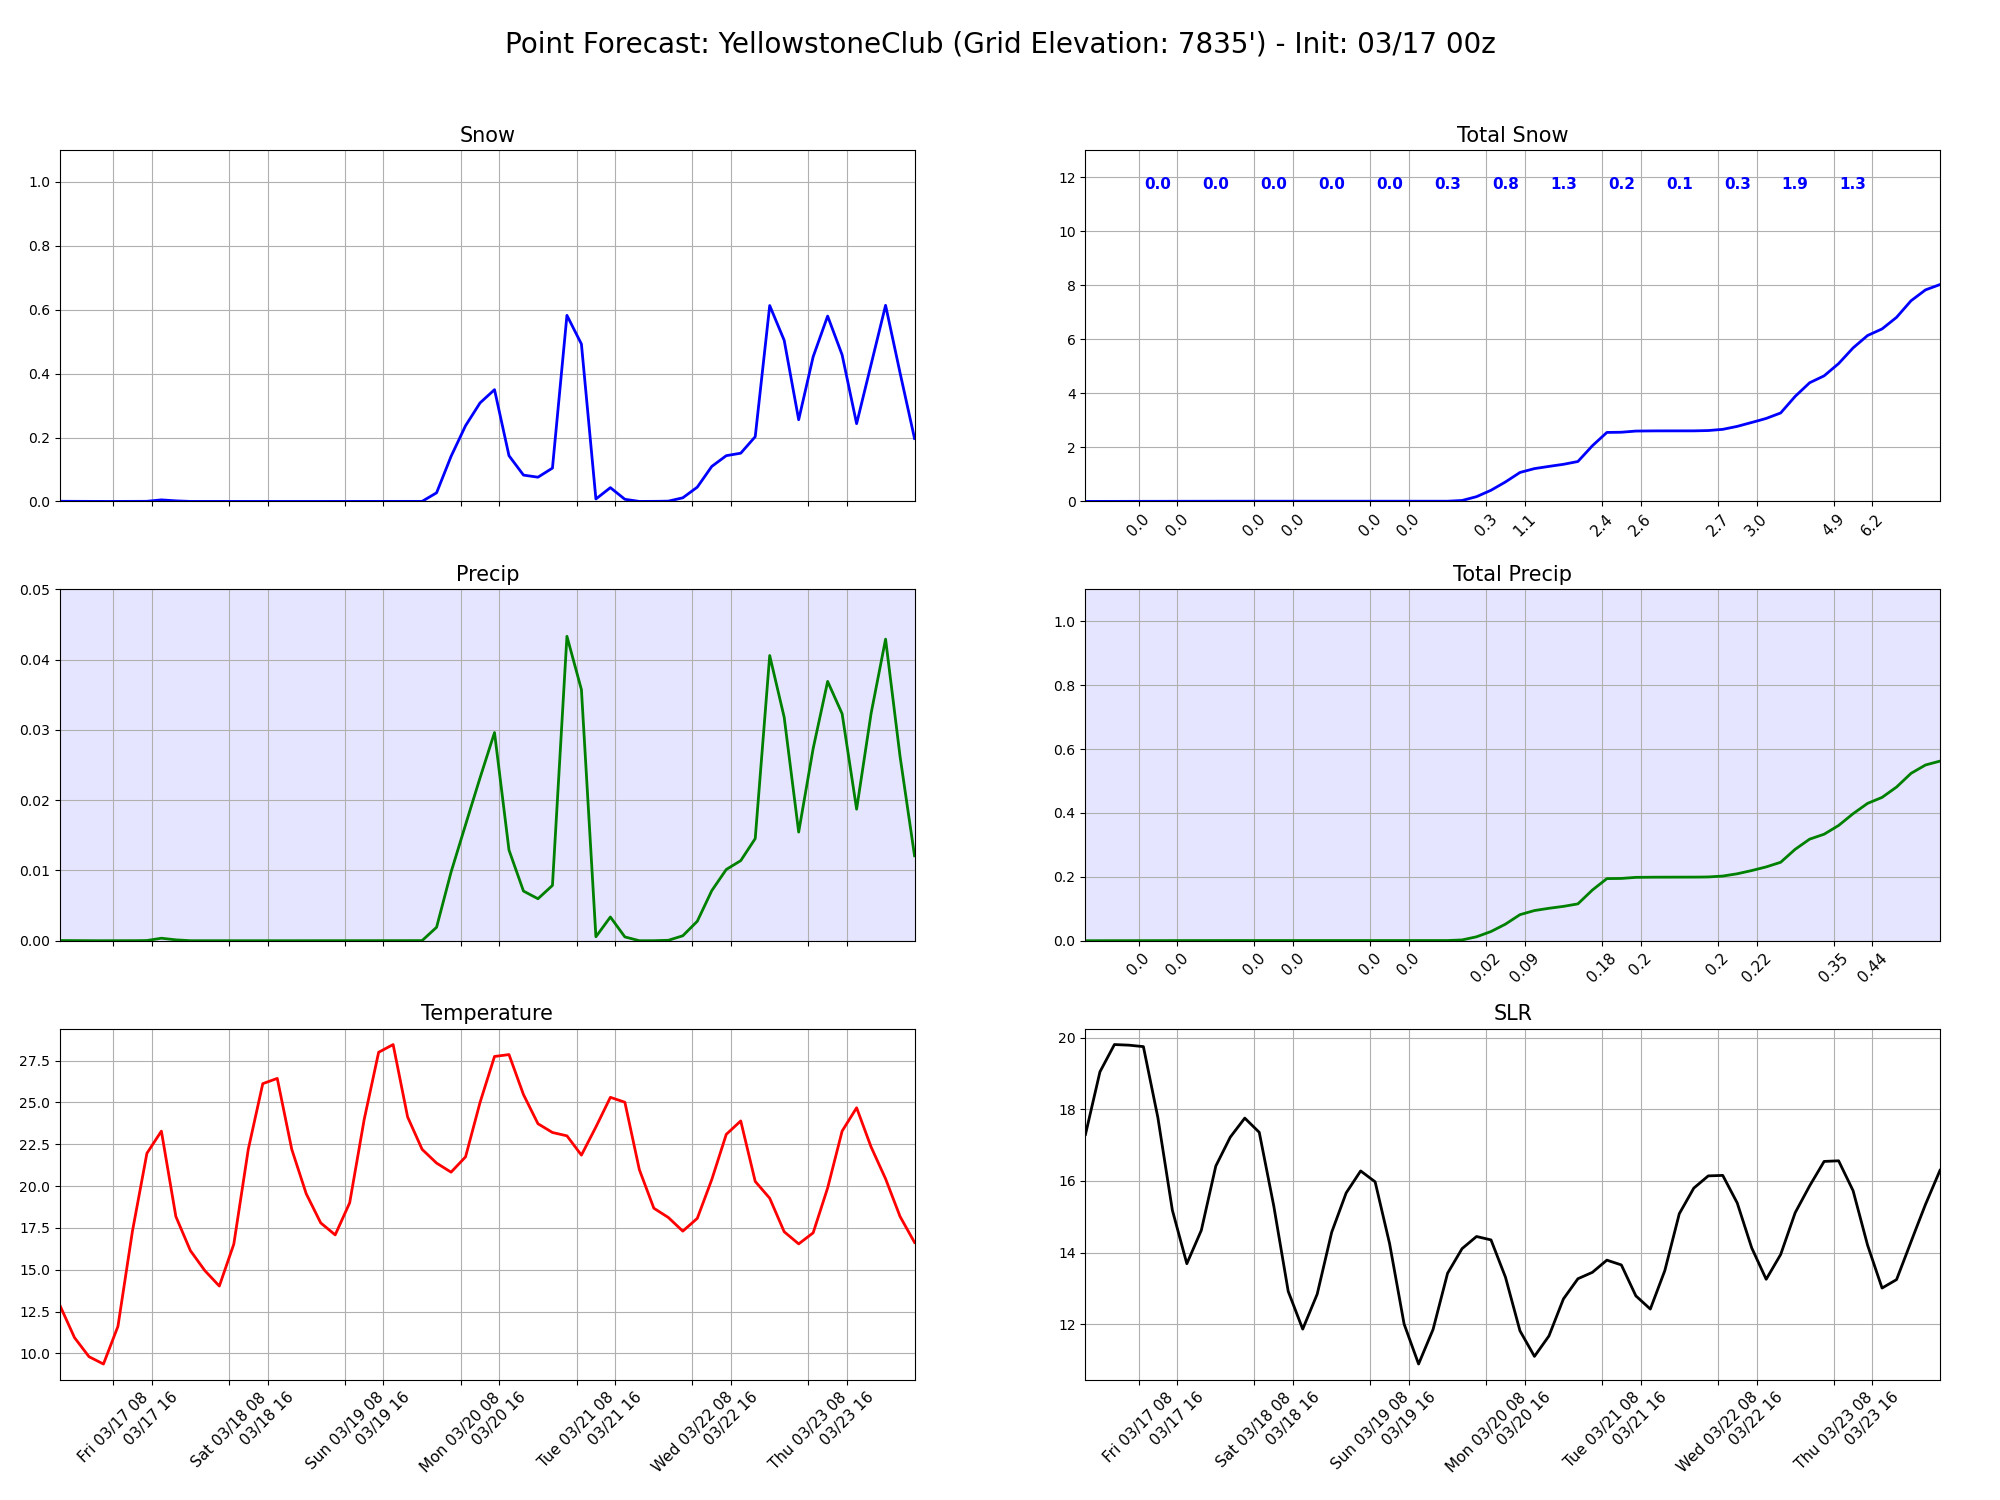 Point Forecast: YellowstoneClub (Grid Elevation: 7835') - Init: 03/17 00z
Snow
1.0
0.8
0.6
0.4
0.2
0.0
Total Snow
12
10
8
6
4
2
0
0.0 0.0 0.0 0.0 0.0 0.3 0.8 1.3 0.2 0.1 0.3 1.9 1.3
0.0 0.0 0.0 0.0 0.0 0.0 0.3 1.1 2.4 2.6 2.7 3.0 4.9 6.2
Precip
0.05
0.04
0.03
0.02
0.01
0.00
Total Precip
1.0
0.8
0.6
0.4
0.2
0.0
0.0 0.0 0.0 0.0 0.0 0.0 0.02 0.09 0.18 0.2 0.2 0.22 0.35 0.44
Temperature
27.5
25.0
22.5
20.0
17.5
15.0
12.5
10.0
Fri 03/17 08
03/17 16
Sat 03/18 08
03/18 16
Sun 03/19 08
03/19 16
Mon 03/20 08
03/20 16
Tue 03/21 08
03/21 16
Wed 03/22 08
03/22 16
Thu 03/23 08
03/23 16
SLR
20
18
16
14
12
Fri 03/17 08
03/17 16
Sat 03/18 08
03/18 16
Sun 03/19 08
03/19 16
Mon 03/20 08
03/20 16
Tue 03/21 08
03/21 16
Wed 03/22 08
03/22 16
Thu 03/23 08
03/23 16